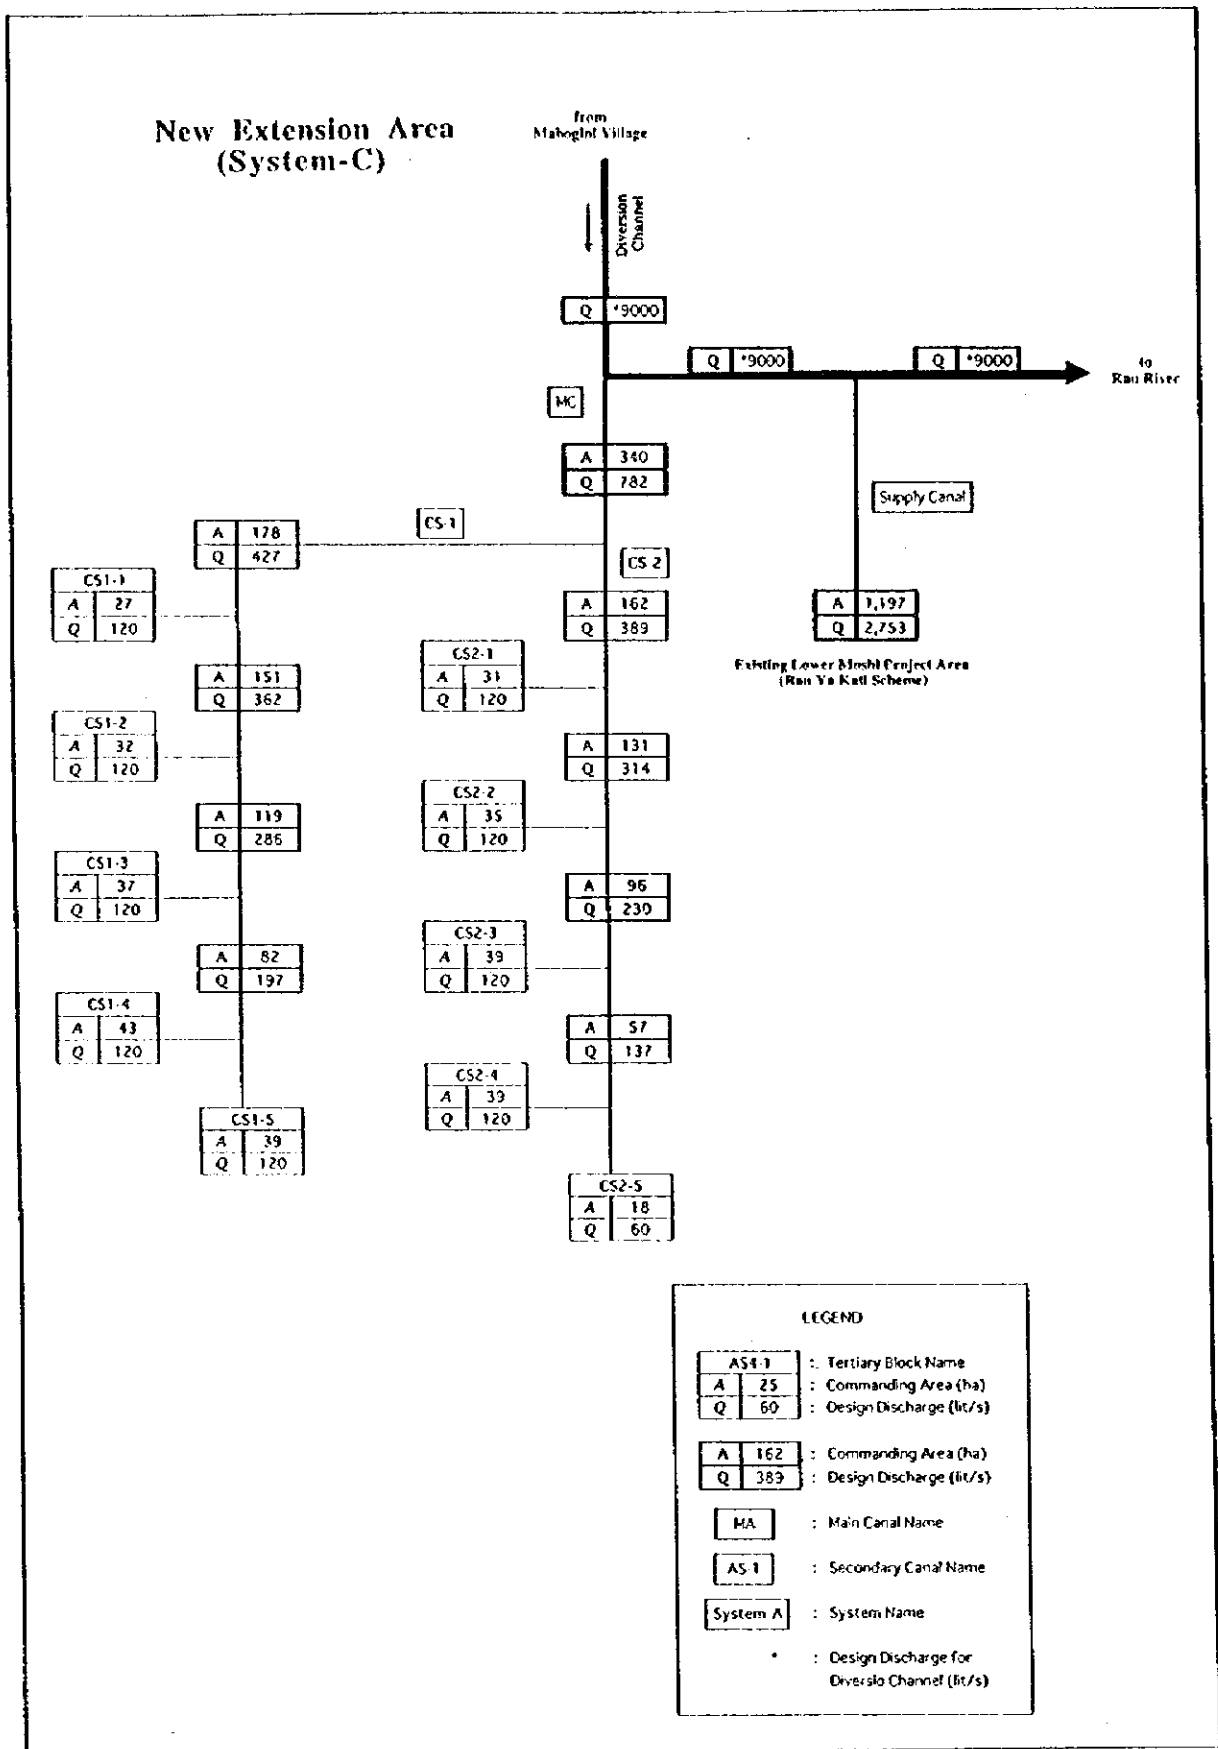 New Extension Area
(System-C)
from
Mabogini Village
Diversion
Channel
Q *9000
Q *9000
Q *9000
to
Rau River
MC
A 340
Q 782
Supply Canal
CS-1
A 178
Q 427
CS 2
CS1-1
A 27
Q 120
A 162
Q 389
A 1,197
Q 2,753
Existing Lower Moshi Project Area
(Rau Ya Kati Scheme)
CS2-1
A 31
Q 120
A 151
Q 362
CS1-2
A 32
Q 120
A 131
Q 314
CS2-2
A 35
Q 120
A 119
Q 286
CS1-3
A 37
Q 120
A 96
Q 230
CS2-3
A 39
Q 120
A 82
Q 197
CS1-4
A 43
Q 120
A 57
Q 137
CS2-4
A 39
Q 120
CS1-5
A 39
Q 120
CS2-5
A 18
Q 60
LEGEND
AS4-1 : Tertiary Block Name
A 25 : Commanding Area (ha)
Q 60 : Design Discharge (lit/s)
A 162 : Commanding Area (ha)
Q 389 : Design Discharge (lit/s)
MA : Main Canal Name
AS-1 : Secondary Canal Name
System A : System Name
* : Design Discharge for
Diversio Channel (lit/s)